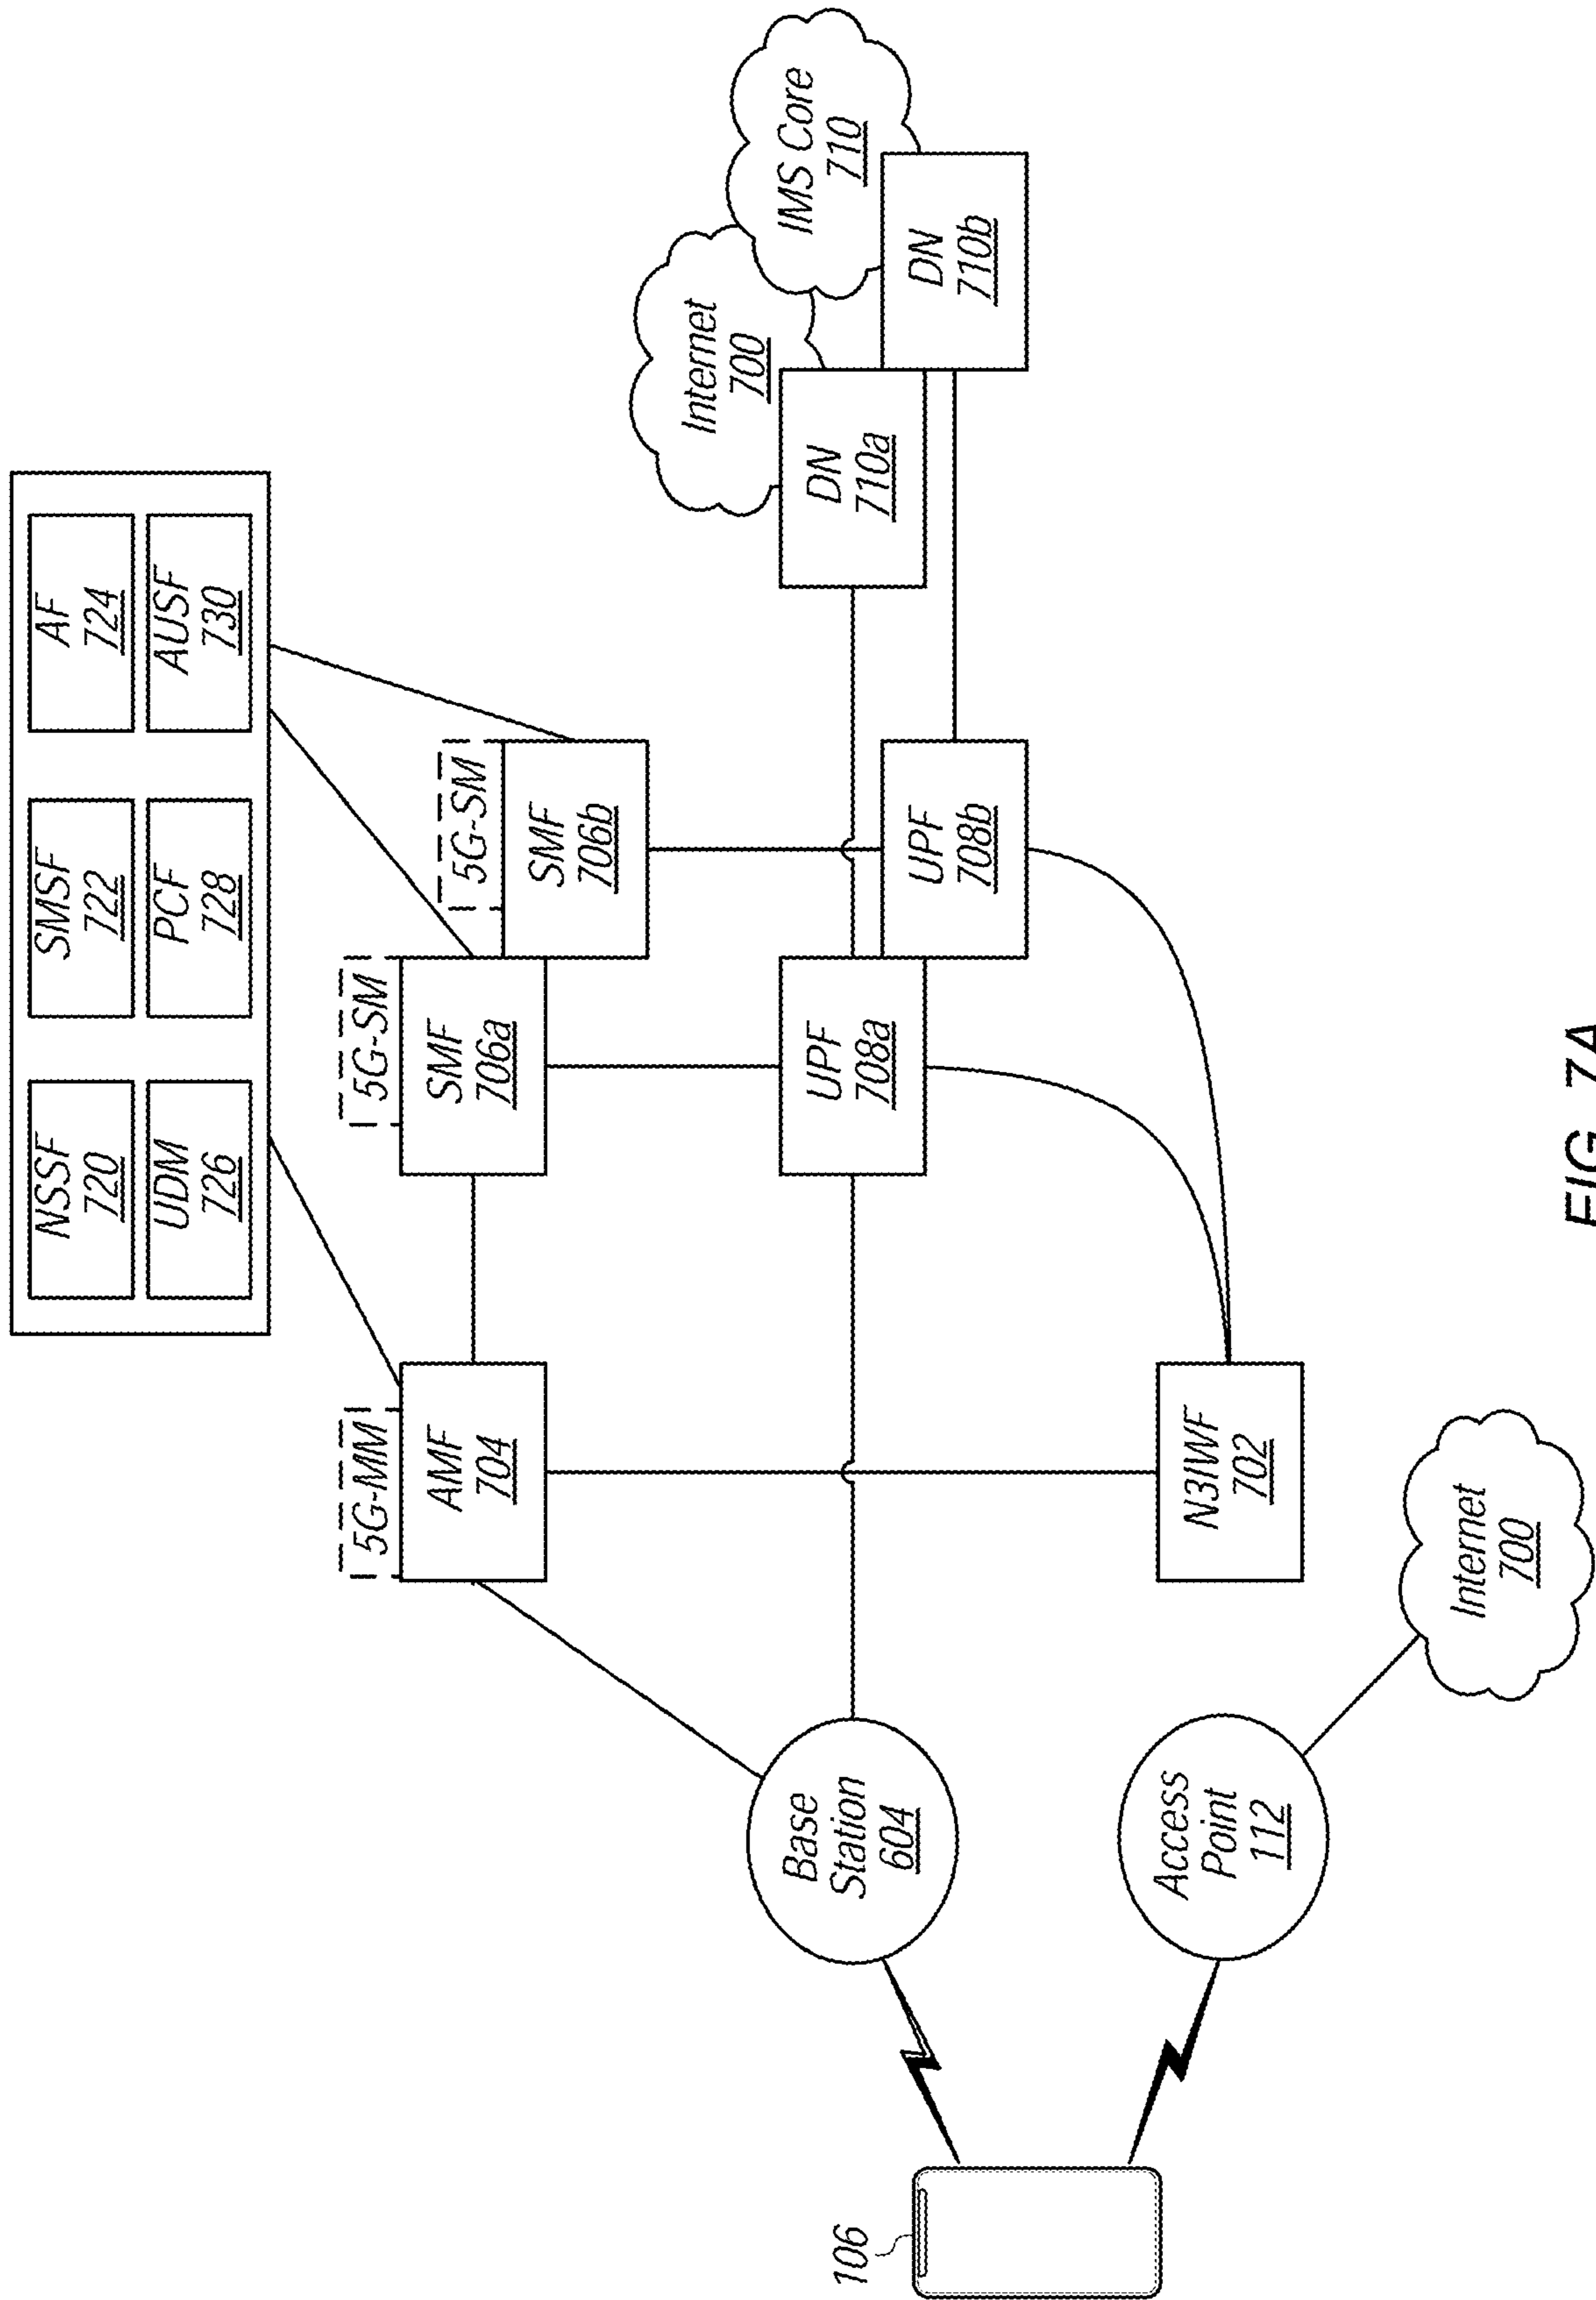 NSSF
720
SMSF
722
AF
724
UDM
726
PCF
728
AUSF
730
5G-MM
AMF
704
5G-SM
SMF
706a
5G-SM
SMF
706b
Internet
700
IMS Core
710
Base
Station
604
UPF
708a
UPF
708b
DN
710a
DN
710b
106
Access
Point
112
N3IWF
702
Internet
700
FIG. 7A